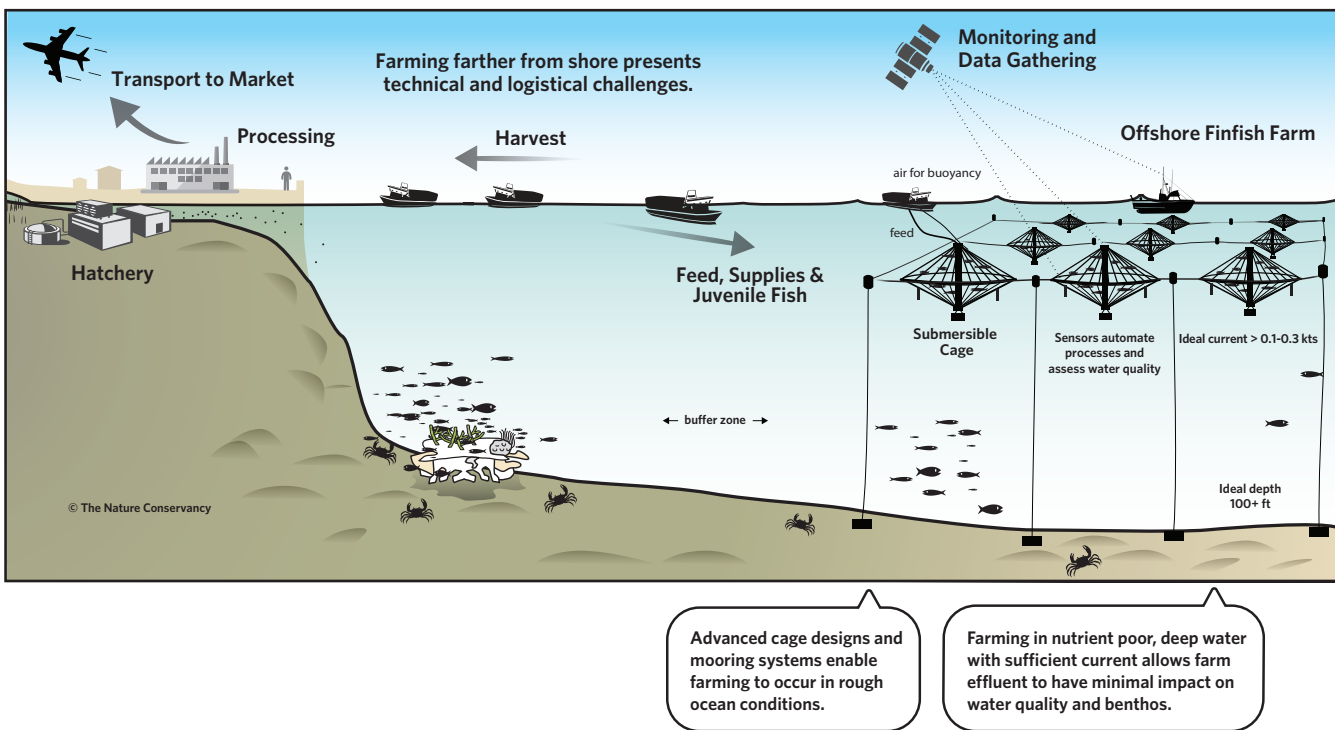 Transport to Market
Processing
Hatchery
Farming farther from shore presents
technical and logistical challenges.
Harvest
Feed, Supplies &
Juvenile Fish
Monitoring and
Data Gathering
Offshore Finfish Farm
air for buoyancy
feed
Submersible
Cage
Sensors automate
processes and
assess water quality
Ideal current > 0.1-0.3 kts
buffer zone
Ideal depth
100+ ft
© The Nature Conservancy
Advanced cage designs and
mooring systems enable
farming to occur in rough
ocean conditions.
Farming in nutrient poor, deep water
with sufficient current allows farm
effluent to have minimal impact on
water quality and benthos.